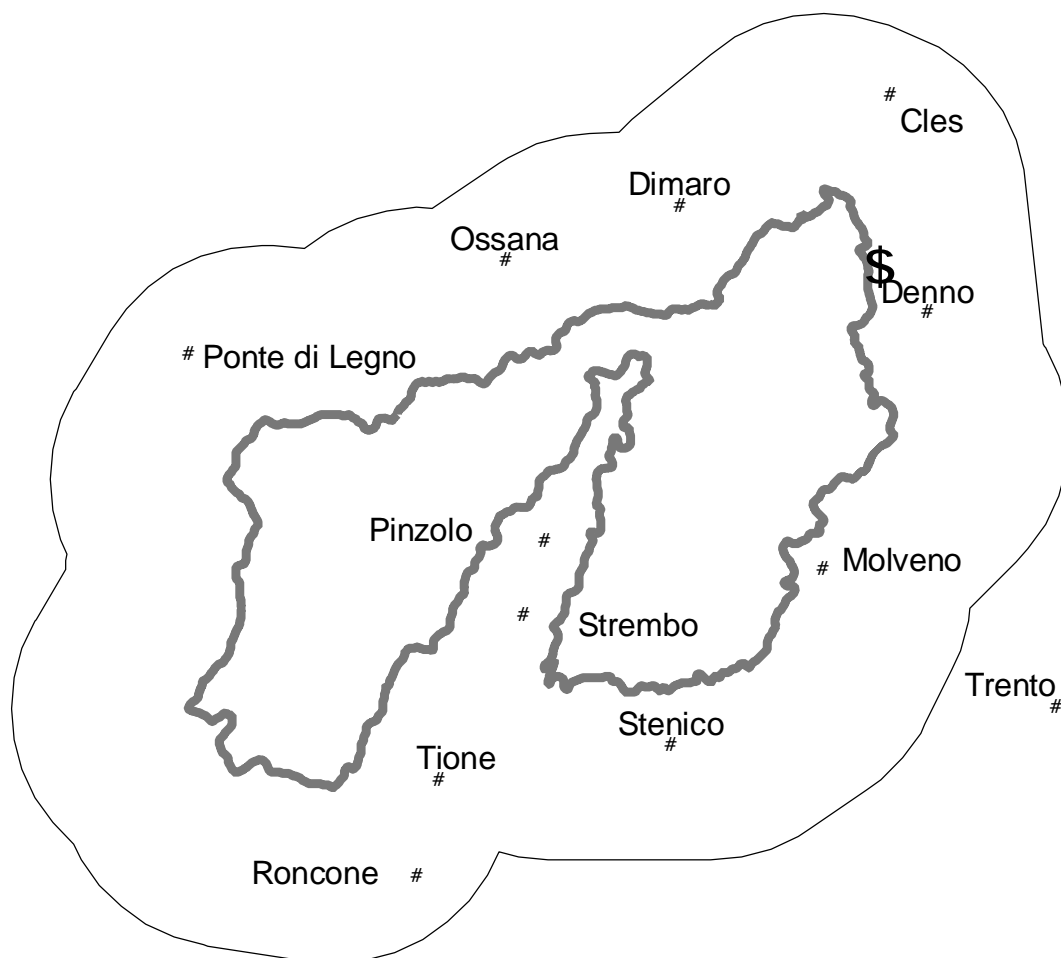 #
Cles
Dimaro
#
Ossana
#
$
Denno
#
# Ponte di Legno
Pinzolo
#
# Molveno
#
Strembo
Trento
#
Stenico
#
Tione
#
Roncone #